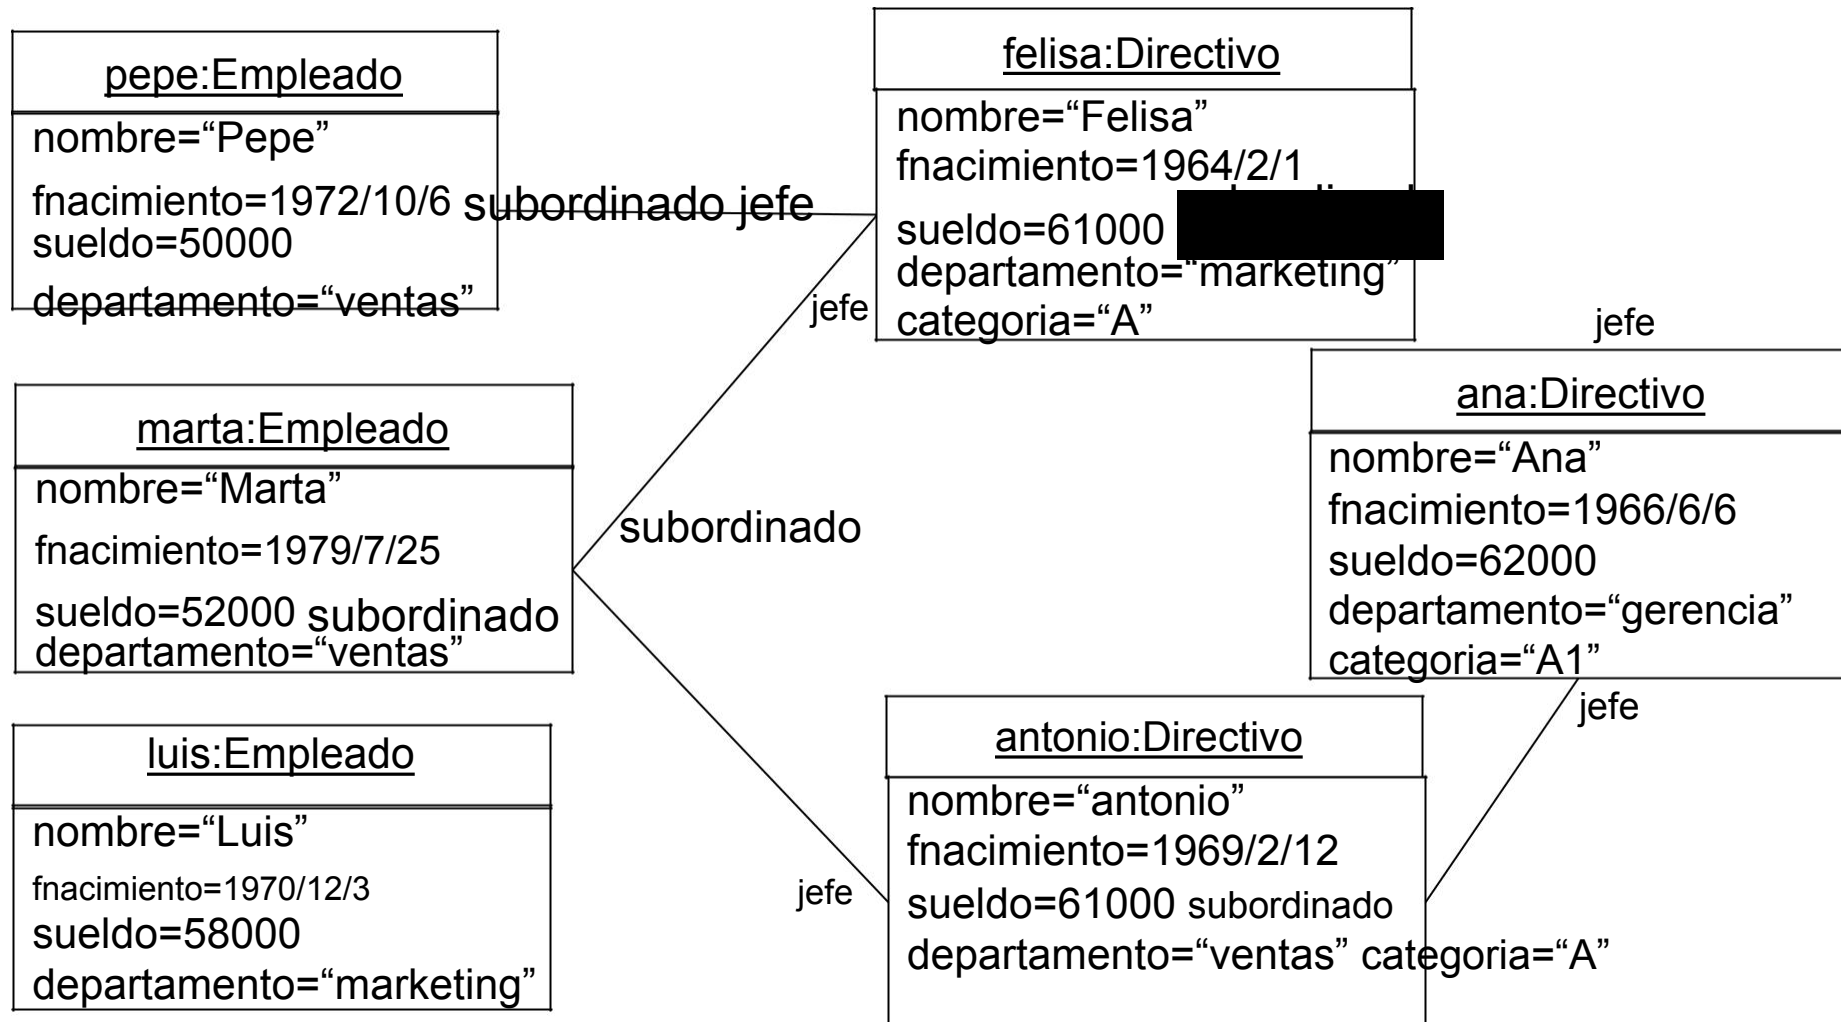 pepe:Empleado
nombre=“Pepe”
fnacimiento=1972/10/6
sueldo=50000
departamento=“ventas”
subordinado jefe
felisa:Directivo
nombre=“Felisa”
fnacimiento=1964/2/1
sueldo=61000
departamento=“marketing”
categoria=“A”
jefe
jefe
marta:Empleado
nombre=“Marta”
fnacimiento=1979/7/25
sueldo=52000 subordinado
departamento=“ventas”
subordinado
ana:Directivo
nombre=“Ana”
fnacimiento=1966/6/6
sueldo=62000
departamento=“gerencia”
categoria=“A1”
jefe
luis:Empleado
nombre=“Luis”
fnacimiento=1970/12/3
sueldo=58000
departamento=“marketing”
jefe
antonio:Directivo
nombre=“antonio”
fnacimiento=1969/2/12
sueldo=61000 subordinado
departamento=“ventas” categoria=“A”